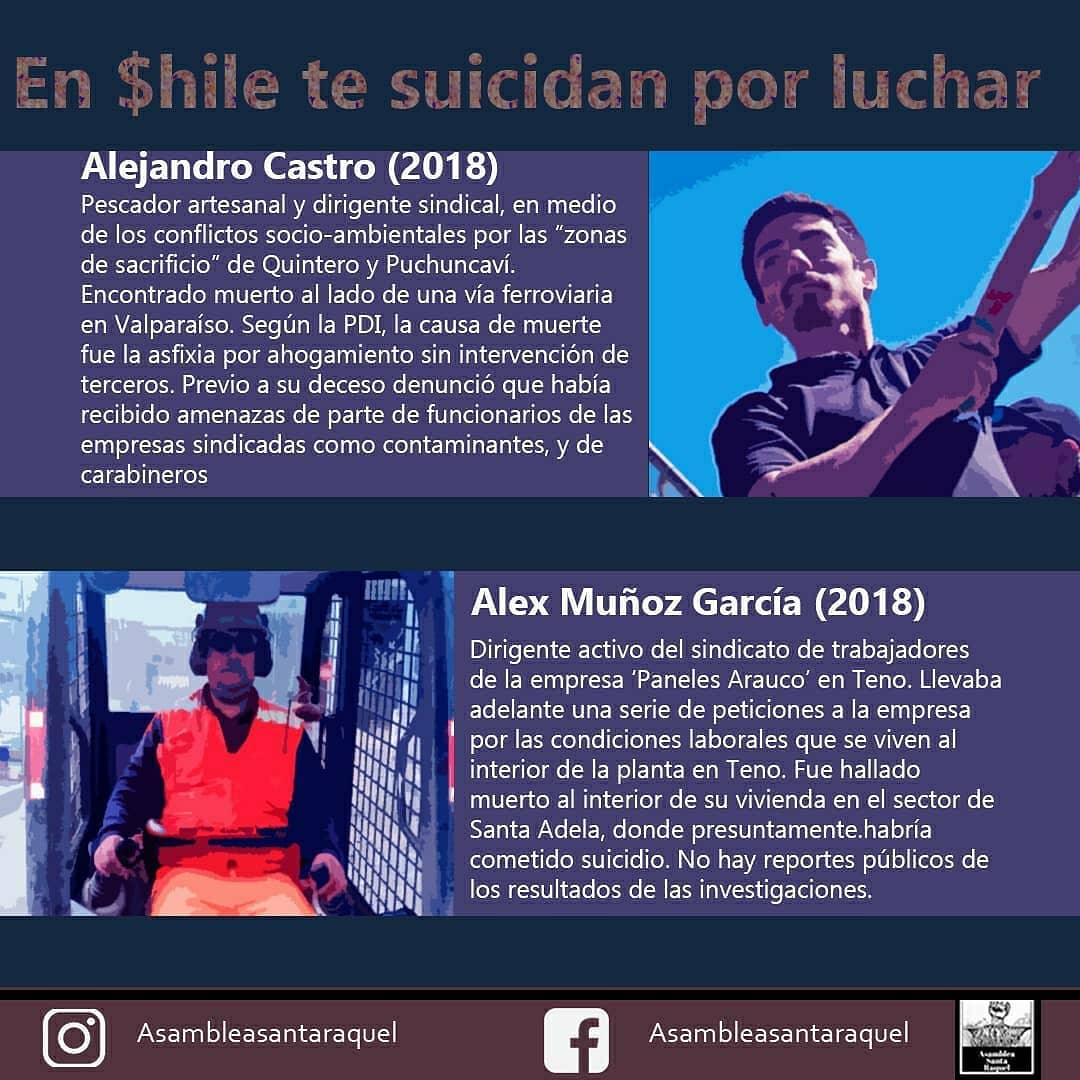 En $hile te suicidan por luchar
Alejandro Castro (2018)
Pescador artesanal y dirigente sindical, en medio
de los conflictos socio-ambientales por las “zonas
de sacrificio” de Quintero y Puchuncaví.
Encontrado muerto al lado de una vía ferroviaria
en Valparaíso. Según la PDI, la causa de muerte
fue la asfixia por ahogamiento sin intervención de
terceros. Previo a su deceso denunció que había
recibido amenazas de parte de funcionarios de las
empresas sindicadas como contaminantes, y de
carabineros
Alex Muñoz García (2018)
Dirigente activo del sindicato de trabajadores
de la empresa ‘Paneles Arauco’ en Teno. Llevaba
adelante una serie de peticiones a la empresa
por las condiciones laborales que se viven al
interior de la planta en Teno. Fue hallado
muerto al interior de su vivienda en el sector de
Santa Adela, donde presuntamente.habría
cometido suicidio. No hay reportes públicos de
los resultados de las investigaciones.
Asambleasantaraquel
Asambleasantaraquel
Asamblea
Santa
Raquel